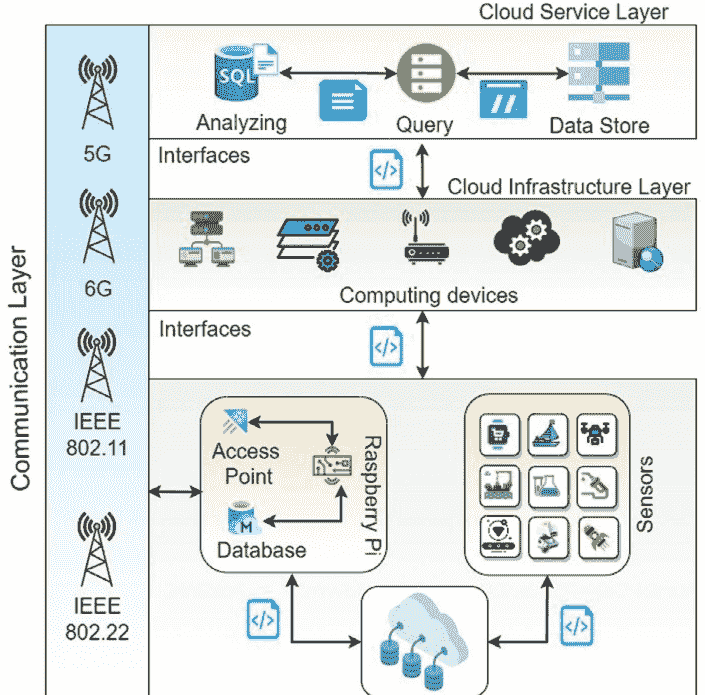 Cloud Service Layer
SQL
Analyzing
Query
Data Store
5G
Interfaces
Cloud Infrastructure Layer
6G
Computing devices
Interfaces
Communication Layer
IEEE
802.11
Access
Point
Raspberry Pi
Database
M
Sensors
IEEE
802.22